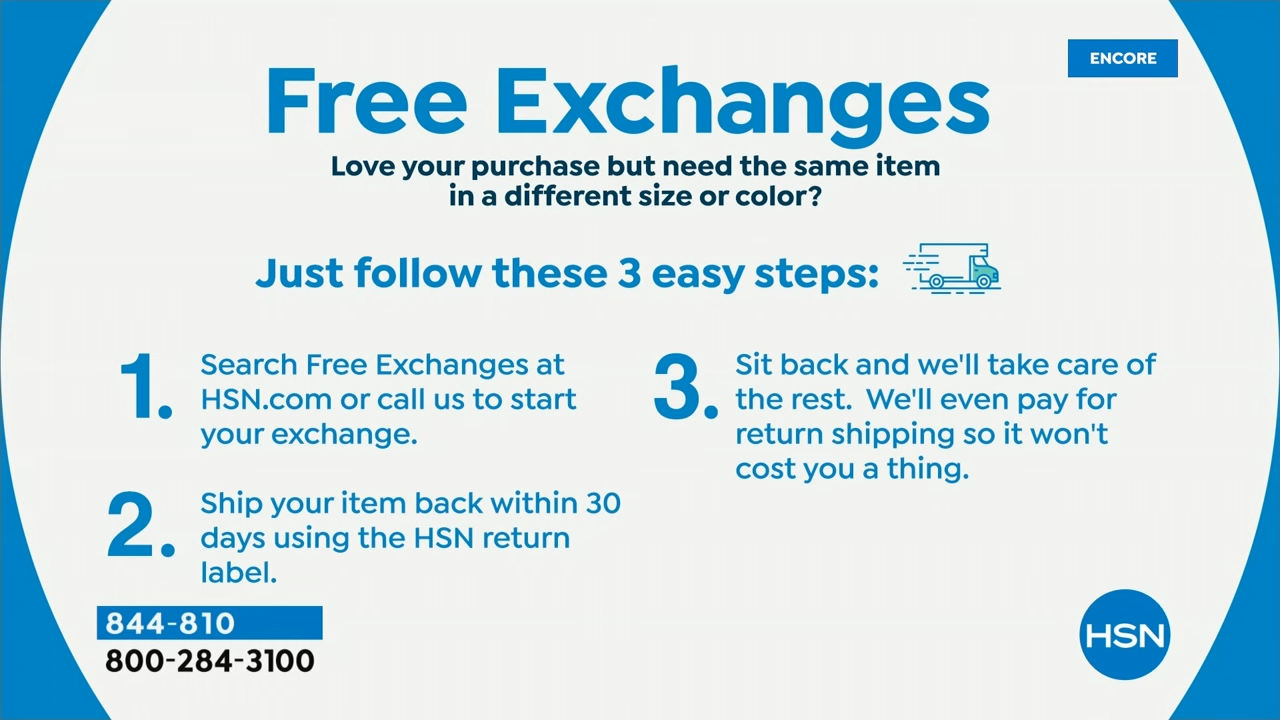 ENCORE
Free Exchanges
Love your purchase but need the same item
in a different size or color?
Just follow these 3 easy steps:
1. Search Free Exchanges at
HSN.com or call us to start
your exchange.
2. Ship your item back within 30
days using the HSN return
label.
3. Sit back and we'll take care of
the rest.  We'll even pay for
return shipping so it won't
cost you a thing.
844-810
800-284-3100
HSN